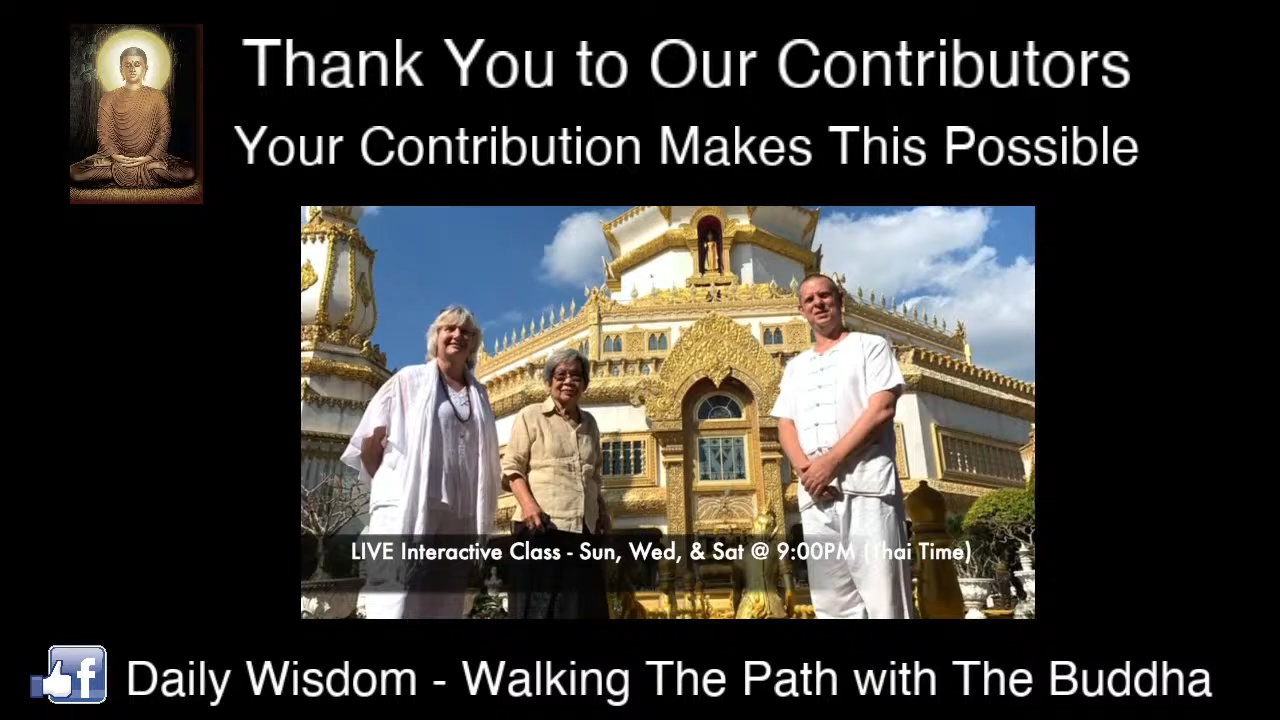 Thank You to Our Contributors
Your Contribution Makes This Possible
LIVE Interactive Class - Sun, Wed, & Sat @ 9:00PM (Thai Time)
f Daily Wisdom - Walking The Path with The Buddha